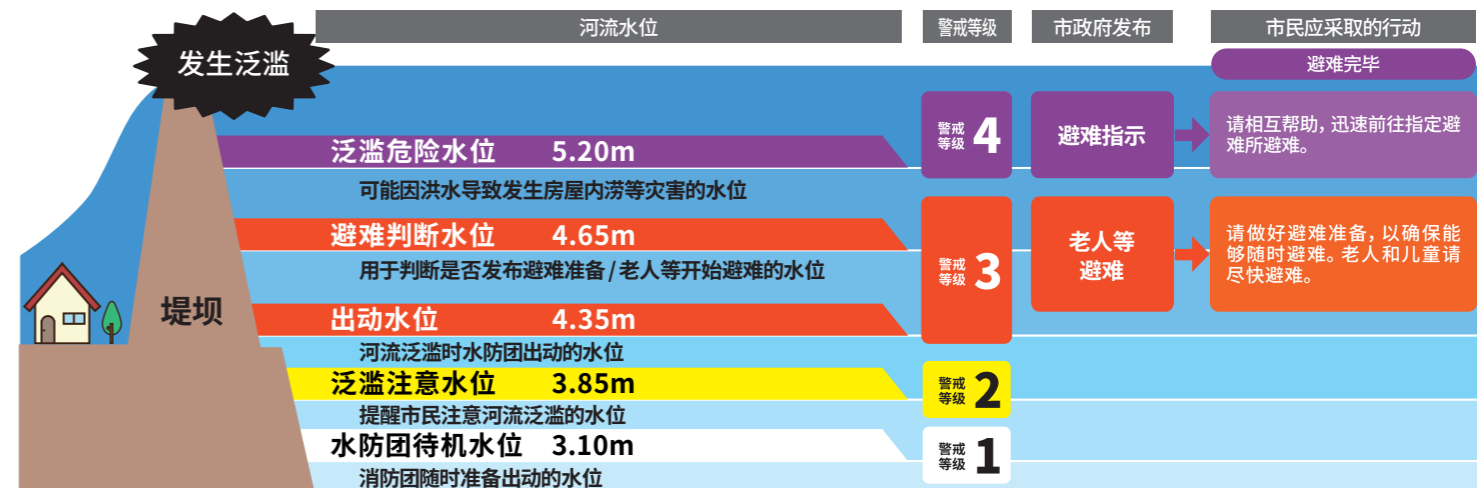 河流水位
警戒等级
市政府发布
市民应采取的行动
发生泛滥
避难完毕
泛滥危险水位 5.20m
可能因洪水导致发生房屋内涝等灾害的水位
警戒
等级 4
避难指示
请相互帮助，迅速前往指定避
难所避难。
避难判断水位 4.65m
用于判断是否发布避难准备 / 老人等开始避难的水位
出动水位 4.35m
河流泛滥时水防团出动的水位
警戒
等级 3
老人等
避难
请做好避难准备，以确保能
够随时避难。老人和儿童请
尽快避难。
堤坝
泛滥注意水位 3.85m
提醒市民注意河流泛滥的水位
警戒
等级 2
水防团待机水位 3.10m
消防团随时准备出动的水位
警戒
等级 1